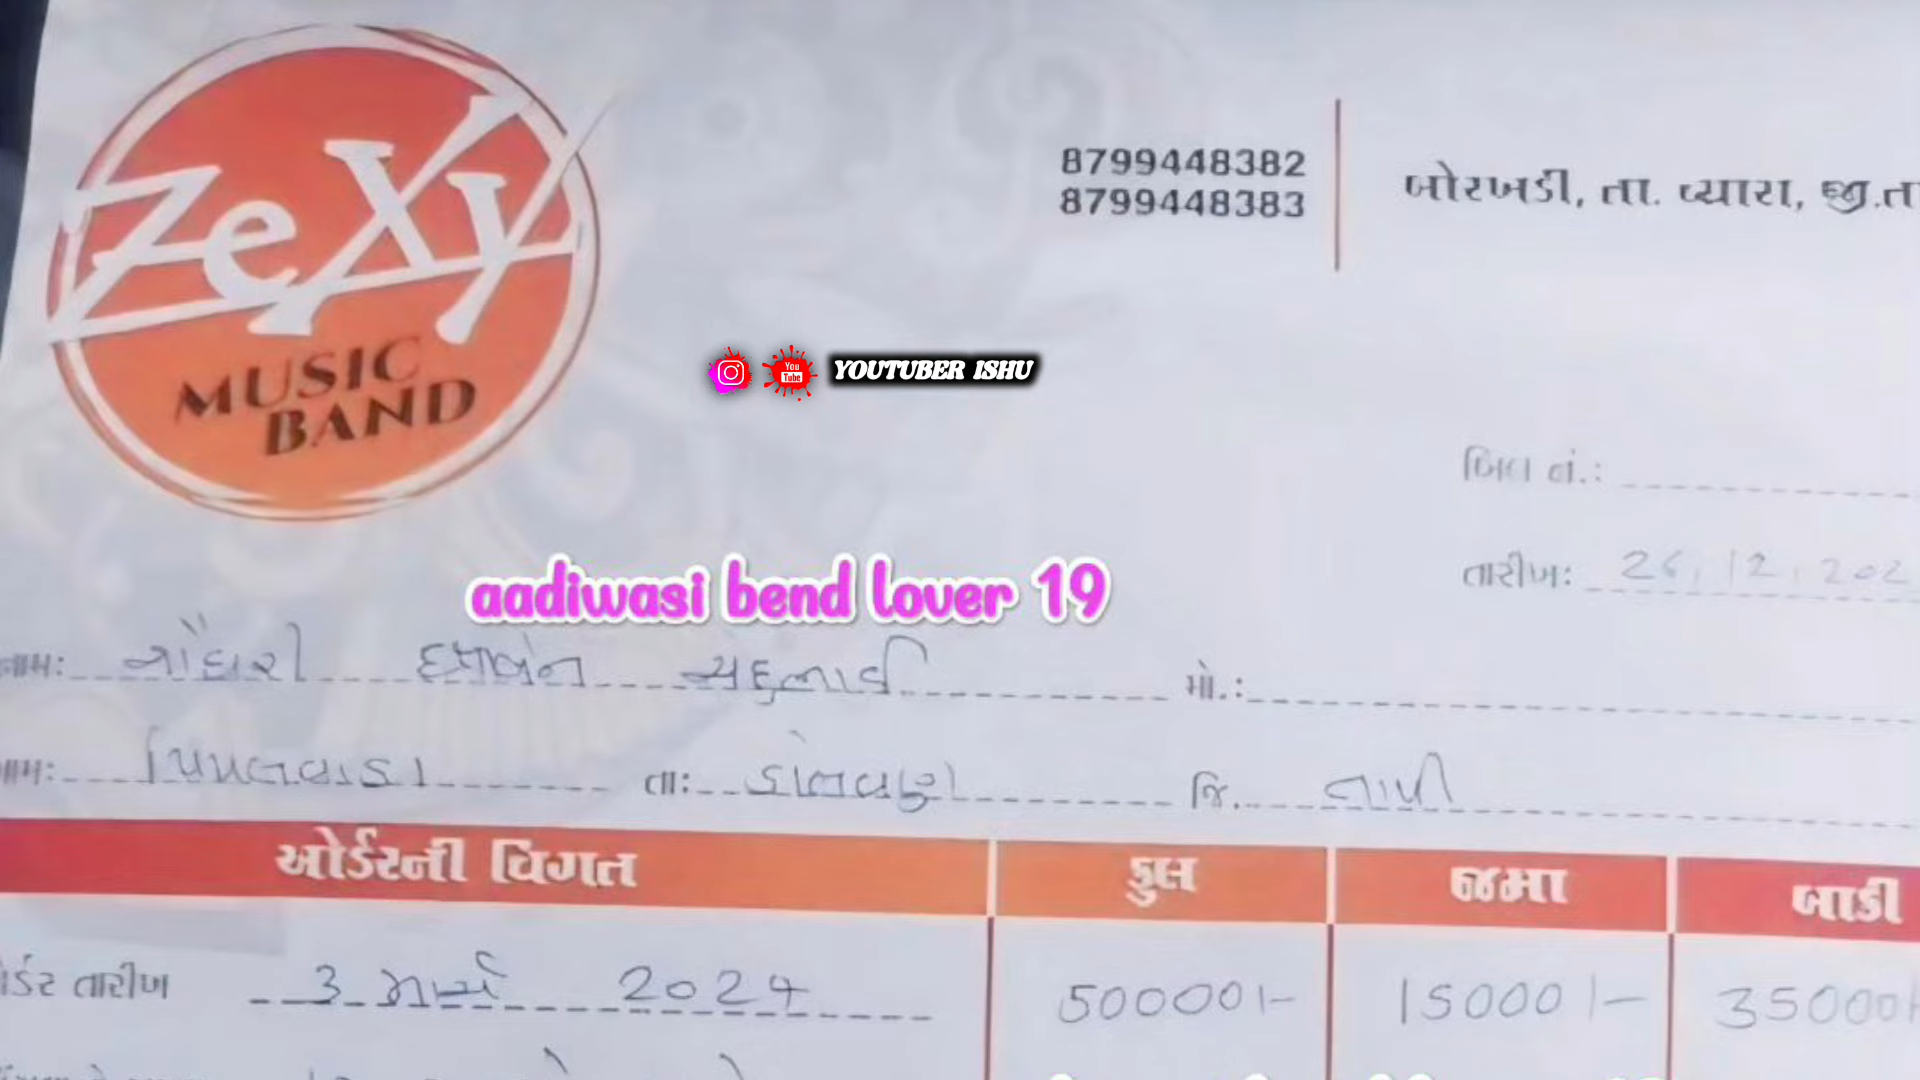 ZeXy
MUSIC
BAND
8799448382
8799448383
બોરખડી, તા. વ્યારા, જી.તા
YOUTUBER ISHU
બિલ નં.:
તારીખ: 26.12.202
aadiwasi bend lover 19
નામ: ચૌધરી
મો.:
ગામ: પિપલવાડા તા: ડોલવણ જિ. તાપી
ઓર્ડરની વિગત કુલ જમા બાકી
ઓર્ડર તારીખ 3 માર્ચ 2024 50000/- 15000/- 35000/